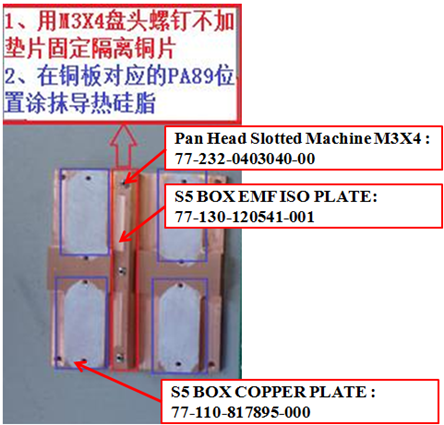 1、用M3X4盘头螺钉不加
垫片固定隔离铜片
2、在铜板对应的PA89位
置涂抹导热硅脂
Pan Head Slotted Machine M3X4 :
77-232-0403040-00
S5 BOX EMF ISO PLATE:
77-130-120541-001
S5 BOX COPPER PLATE :
77-110-817895-000